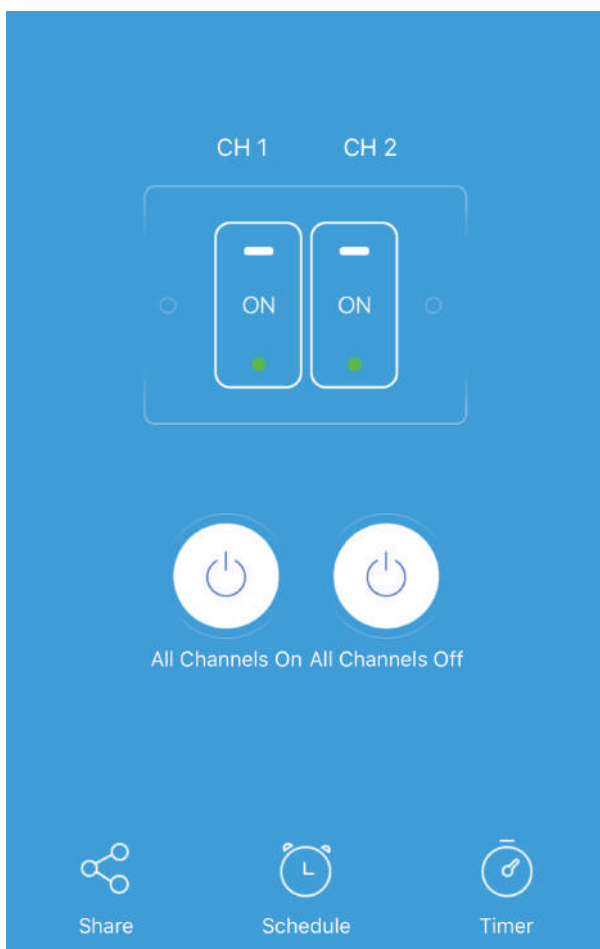 CH 1 CH 2
ON ON
All Channels On All Channels Off
Share Schedule Timer